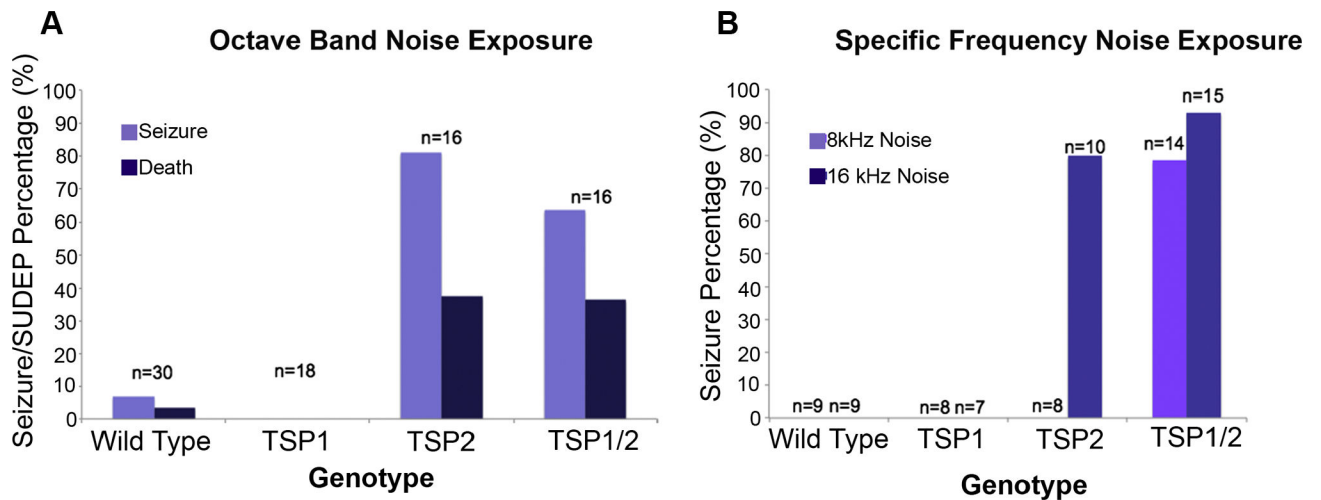 A
Octave Band Noise Exposure
Seizure/SUDEP Percentage (%)
100
90
80
70
60
50
40
30
20
10
0
Seizure
Death
n=30
n=18
n=16
n=16
Wild Type
TSP1
TSP2
TSP1/2
Genotype
B
Specific Frequency Noise Exposure
Seizure Percentage (%)
100
90
80
70
60
50
40
30
20
10
0
8kHz Noise
16 kHz Noise
n=9 n=9
n=8 n=7
n=8
n=10
n=14
n=15
Wild Type
TSP1
TSP2
TSP1/2
Genotype